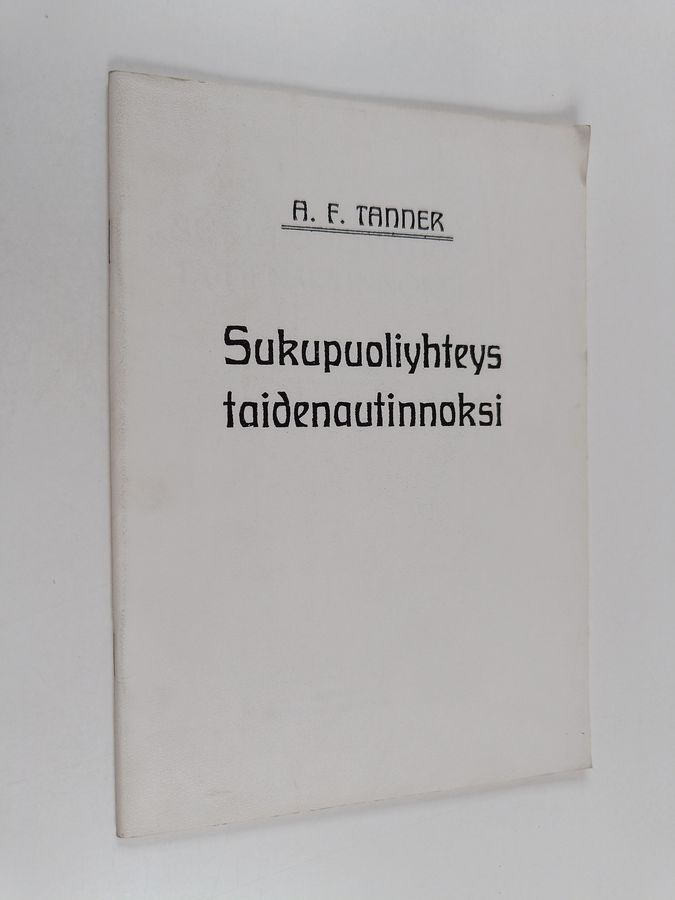 A. F. TANNER
Sukupuoliyhteys
taidenautinnoksi